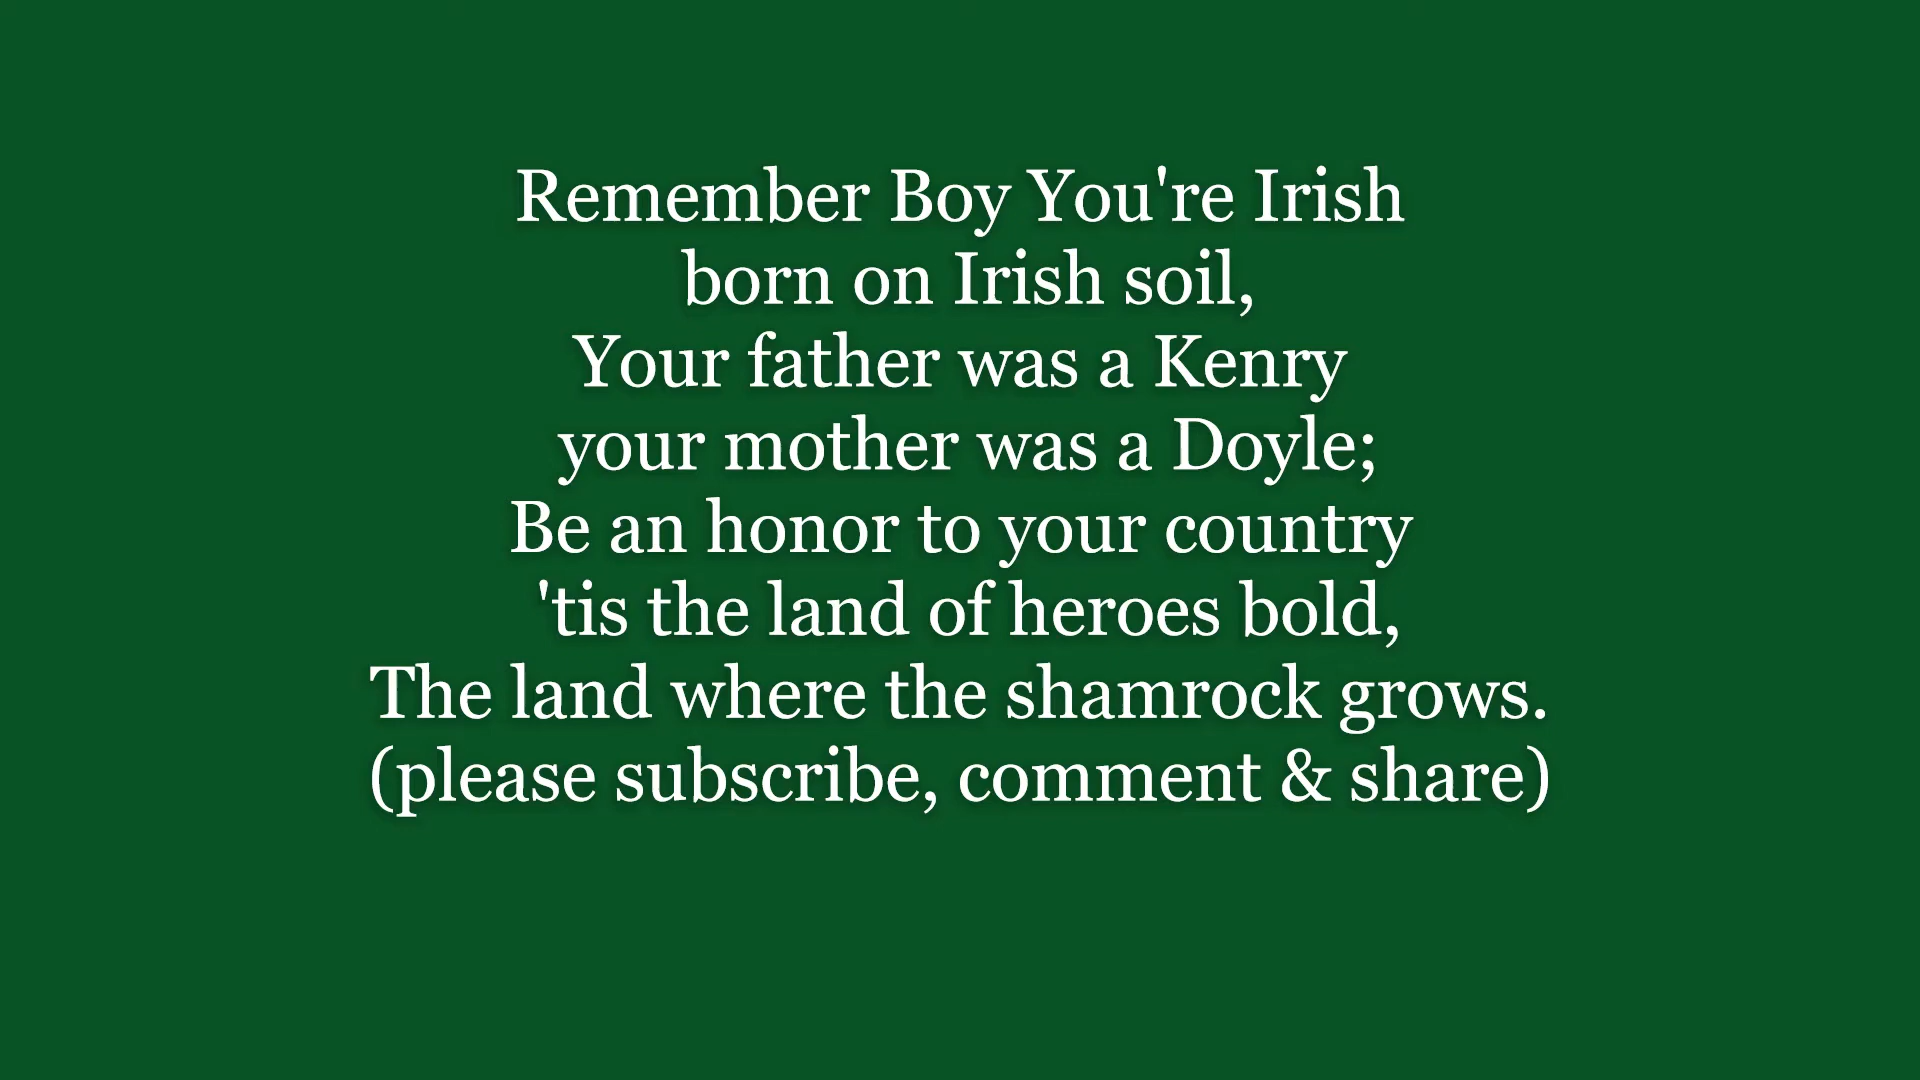 Remember Boy You're Irish
born on Irish soil,
Your father was a Kenry
your mother was a Doyle;
Be an honor to your country
'tis the land of heroes bold,
The land where the shamrock grows.
(please subscribe, comment & share)